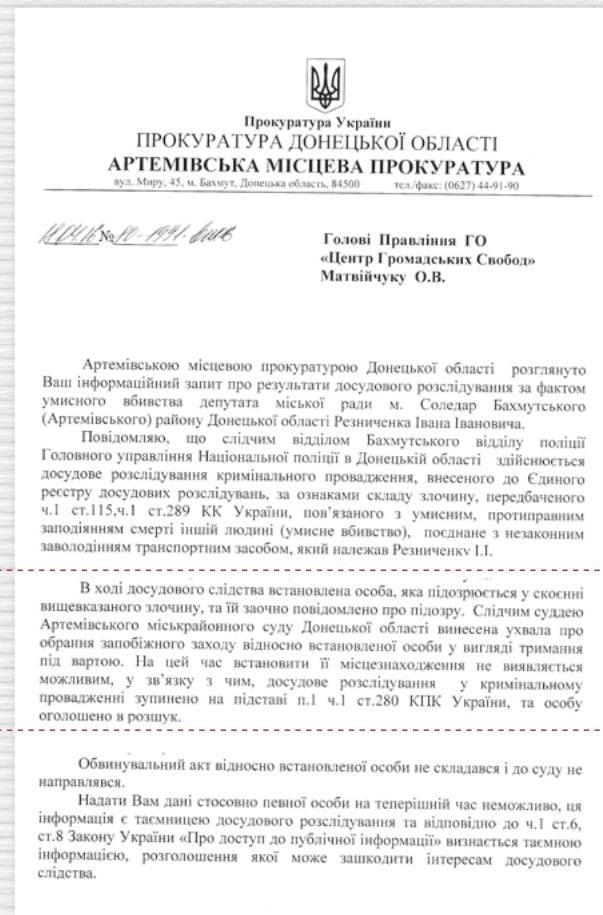 Прокуратура України
ПРОКУРАТУРА ДОНЕЦЬКОЇ ОБЛАСТІ
АРТЕМІВСЬКА МІСЦЕВА ПРОКУРАТУРА
вул. Миру, 45, м. Бахмут, Донецька область, 84500 тел./факс: (0627) 44-91-90
№
Голові Правління ГО
«Центр Громадських Свобод»
Матвійчуку О.В.
Артемівською місцевою прокуратурою Донецької області розглянуто
Ваш інформаційний запит про результати досудового розслідування за фактом
умисного вбивства депутата міської ради м. Соледар Бахмутського
(Артемівського) району Донецької області Резниченка Івана Івановича.
Повідомляю, що слідчим відділом Бахмутського відділу поліції
Головного управління Національної поліції в Донецькій області здійснюється
досудове розслідування кримінального провадження, внесеного до Єдиного
реєстру досудових розслідувань, за ознаками складу злочину, передбаченого
ч.1 ст.115,ч.1 ст.289 КК України, пов'язаного з умисним, протиправним
заподіянням смерті іншій людині (умисне вбивство), поєднане з незаконним
заволодінням транспортним засобом, який належав Резниченку І.І.
В ході досудового слідства встановлена особа, яка підозрюється у скоєнні
вищевказаного злочину, та їй заочно повідомлено про підозру. Слідчим суддею
Артемівського міськрайонного суду Донецької області винесена ухвала про
обрання запобіжного заходу відносно встановленої особи у вигляді тримання
під вартою. На цей час встановити її місцезнаходження не виявляється
можливим, у зв'язку з чим, досудове розслідування у кримінальному
провадженні зупинено на підставі п.1 ч.1 ст.280 КПК України, та особу
оголошено в розшук.
Обвинувальний акт відносно встановленої особи не складався і до суду не
направлявся.
Надати Вам дані стосовно певної особи на теперішній час неможливо, ця
інформація є таємницею досудового розслідування та відповідно до ч.1 ст.6,
ст.8 Закону України «Про доступ до публічної інформації» визнається таємною
інформацією, розголошення якої може зашкодити інтересам досудового
слідства.